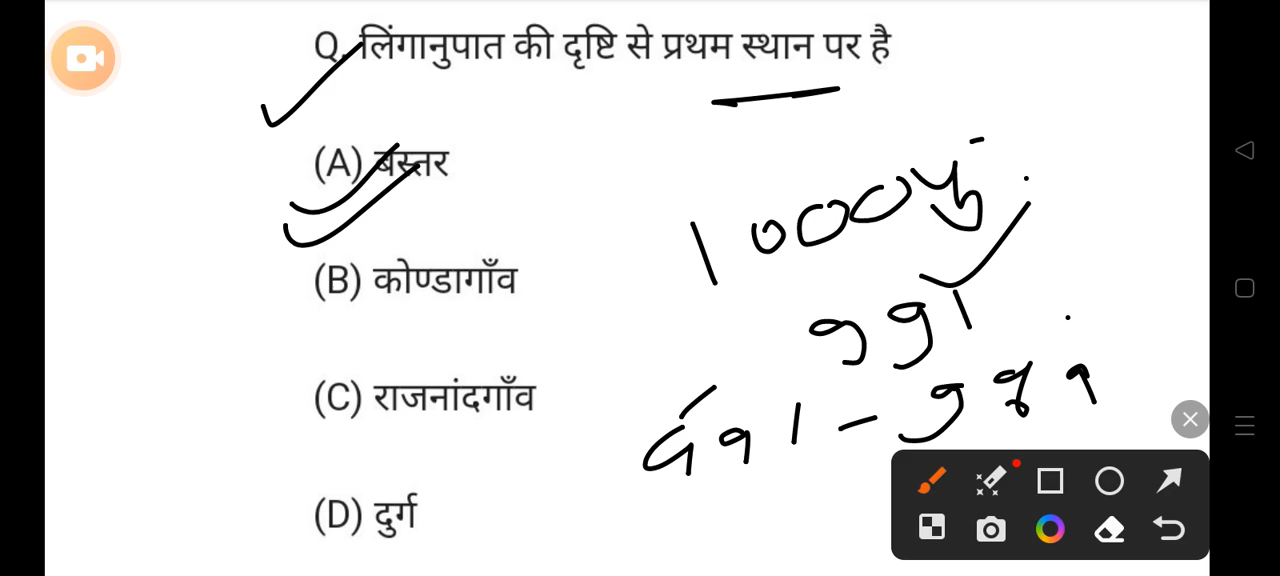 Q. लिंगानुपात की दृष्टि से प्रथम स्थान पर है
(A) बस्तर
1000पु
(B) कोण्डागाँव
991
(C) राजनांदगाँव
(D) दुर्ग